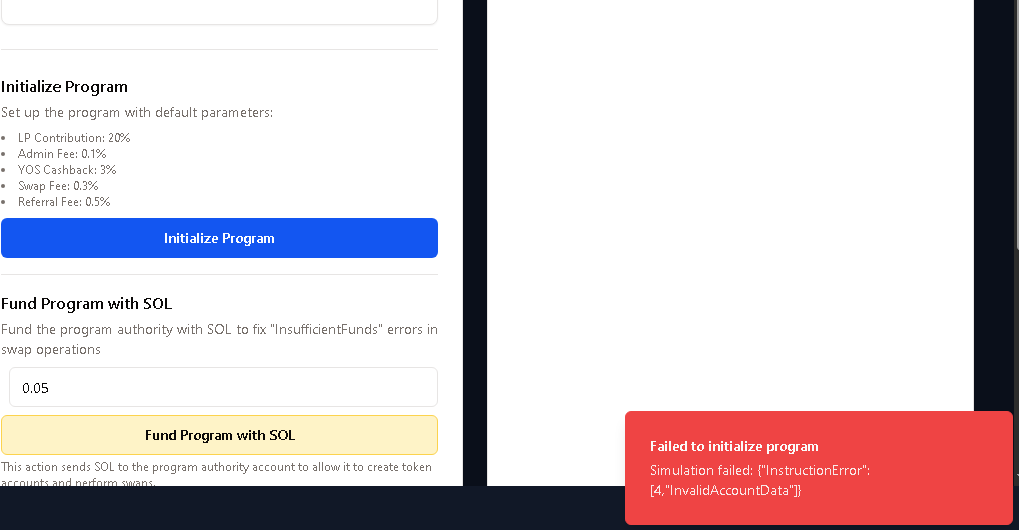 Initialize Program
Set up the program with default parameters:
• LP Contribution: 20%
• Admin Fee: 0.1%
• YOS Cashback: 3%
• Swap Fee: 0.3%
• Referral Fee: 0.5%
Initialize Program
Fund Program with SOL
Fund the program authority with SOL to fix "InsufficientFunds" errors in
swap operations
0.05
Fund Program with SOL
This action sends SOL to the program authority account to allow it to create token
accounts and perform swaps.
Failed to initialize program
Simulation failed: {"InstructionError":
[4,"InvalidAccountData"]}